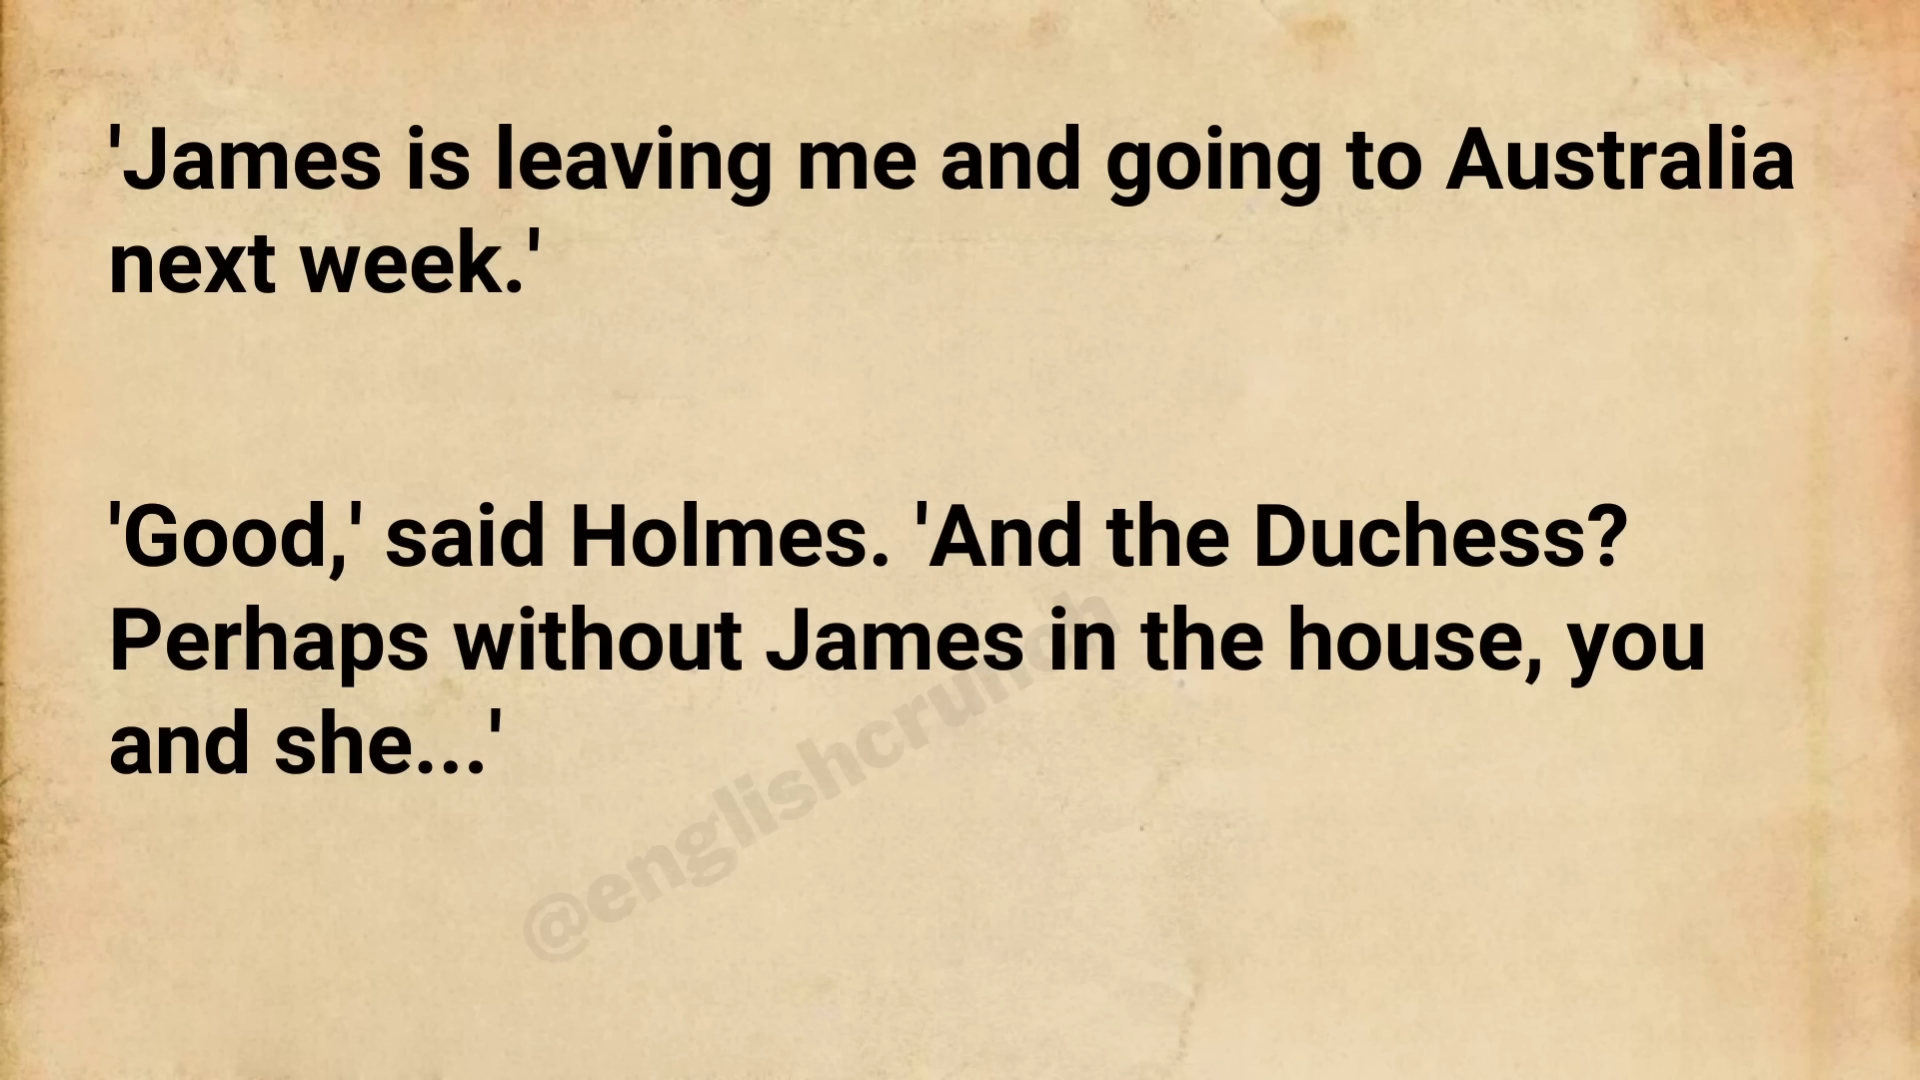 'James is leaving me and going to Australia
next week.'
'Good,' said Holmes. 'And the Duchess?
Perhaps without James in the house, you
and she...'
@englishcrunch